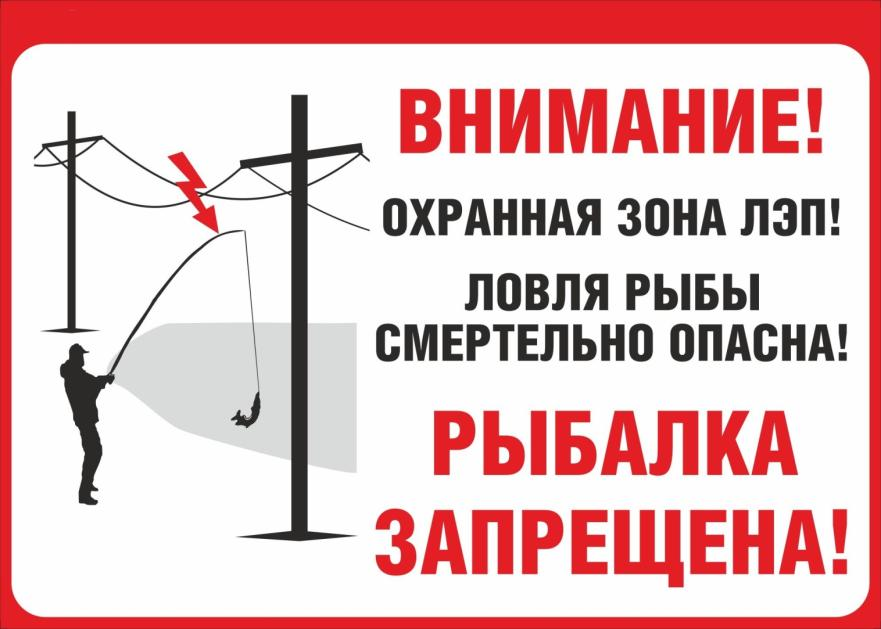 ВНИМАНИЕ!
ОХРАННАЯ ЗОНА ЛЭП!
ЛОВЛЯ РЫБЫ
СМЕРТЕЛЬНО ОПАСНА!
РЫБАЛКА
ЗАПРЕЩЕНА!